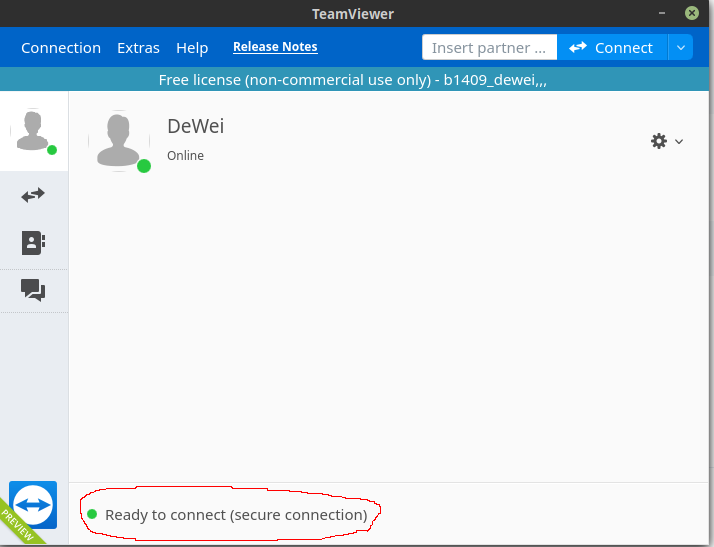 TeamViewer
Connection Extras Help Release Notes Insert partner ... Connect
Free license (non-commercial use only) - b1409_dewei,,,
DeWei
Online
Ready to connect (secure connection)
PREVIEW